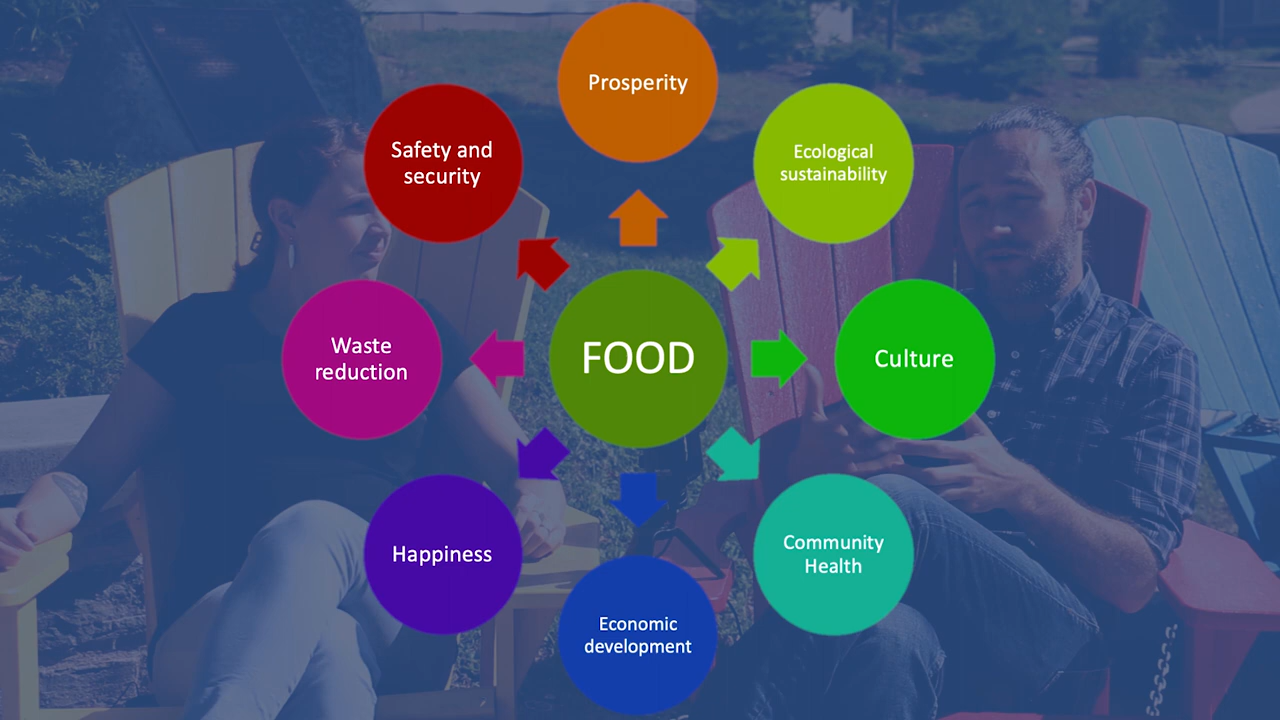 Prosperity
Safety and
security
Ecological
sustainability
Waste
reduction
FOOD
Culture
Happiness
Community
Health
Economic
development